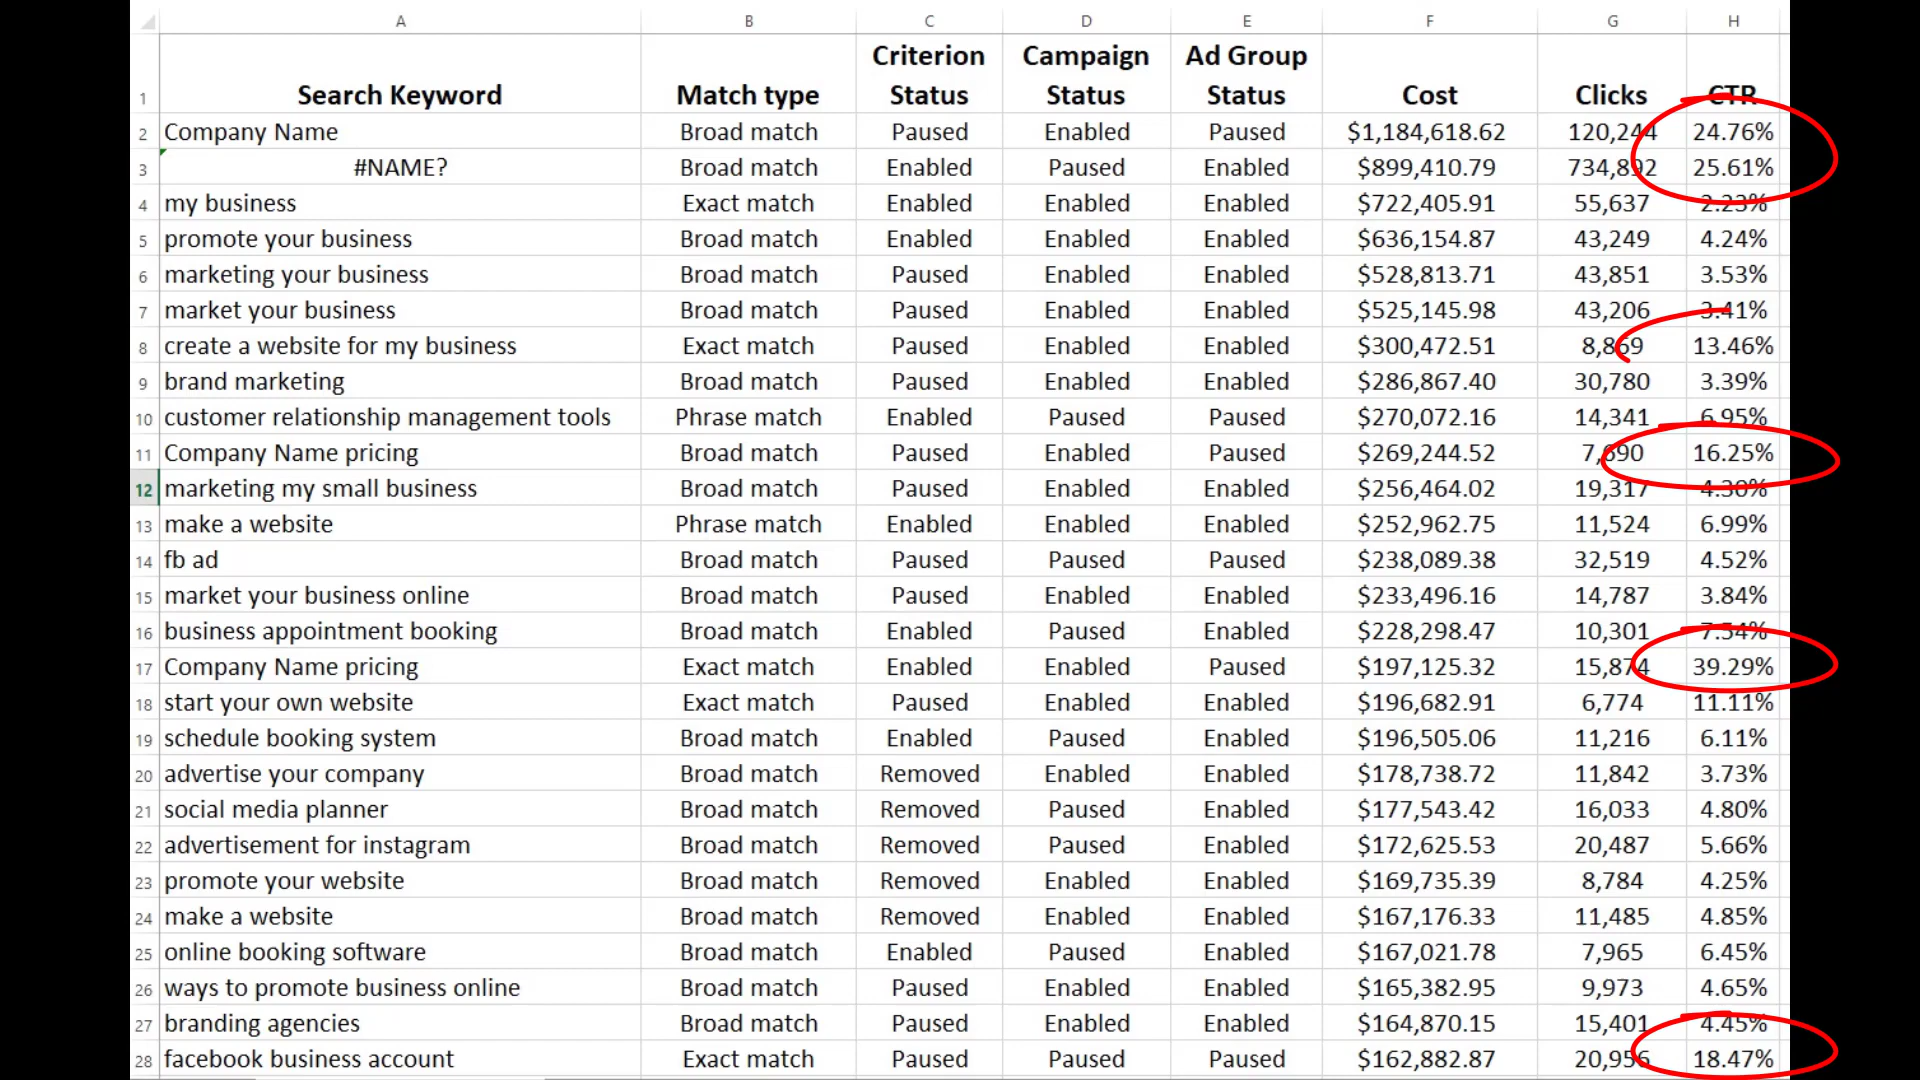 A B C D E F G H
1 Search Keyword Match type Criterion Status Campaign Status Ad Group Status Cost Clicks CTR
2 Company Name Broad match Paused Enabled Paused $1,184,618.62 120,244 24.76%
3 #NAME? Broad match Enabled Paused Enabled $899,410.79 734,892 25.61%
4 my business Exact match Enabled Enabled Enabled $722,405.91 55,637 2.23%
5 promote your business Broad match Enabled Enabled Enabled $636,154.87 43,249 4.24%
6 marketing your business Broad match Paused Enabled Enabled $528,813.71 43,851 3.53%
7 market your business Broad match Paused Enabled Enabled $525,145.98 43,206 3.41%
8 create a website for my business Exact match Paused Enabled Enabled $300,472.51 8,869 13.46%
9 brand marketing Broad match Paused Enabled Enabled $286,867.40 30,780 3.39%
10 customer relationship management tools Phrase match Enabled Paused Paused $270,072.16 14,341 6.95%
11 Company Name pricing Broad match Paused Enabled Paused $269,244.52 7,690 16.25%
12 marketing my small business Broad match Paused Enabled Enabled $256,464.02 19,317 4.30%
13 make a website Phrase match Enabled Enabled Enabled $252,962.75 11,524 6.99%
14 fb ad Broad match Paused Paused Paused $238,089.38 32,519 4.52%
15 market your business online Broad match Paused Enabled Enabled $233,496.16 14,787 3.84%
16 business appointment booking Broad match Enabled Paused Enabled $228,298.47 10,301 7.54%
17 Company Name pricing Exact match Enabled Enabled Paused $197,125.32 15,874 39.29%
18 start your own website Exact match Paused Enabled Enabled $196,682.91 6,774 11.11%
19 schedule booking system Broad match Enabled Paused Enabled $196,505.06 11,216 6.11%
20 advertise your company Broad match Removed Enabled Enabled $178,738.72 11,842 3.73%
21 social media planner Broad match Removed Paused Enabled $177,543.42 16,033 4.80%
22 advertisement for instagram Broad match Removed Paused Enabled $172,625.53 20,487 5.66%
23 promote your website Broad match Removed Enabled Enabled $169,735.39 8,784 4.25%
24 make a website Broad match Removed Enabled Enabled $167,176.33 11,485 4.85%
25 online booking software Broad match Enabled Paused Enabled $167,021.78 7,965 6.45%
26 ways to promote business online Broad match Paused Enabled Enabled $165,382.95 9,973 4.65%
27 branding agencies Broad match Paused Enabled Enabled $164,870.15 15,401 4.45%
28 facebook business account Exact match Paused Paused Paused $162,882.87 20,956 18.47%